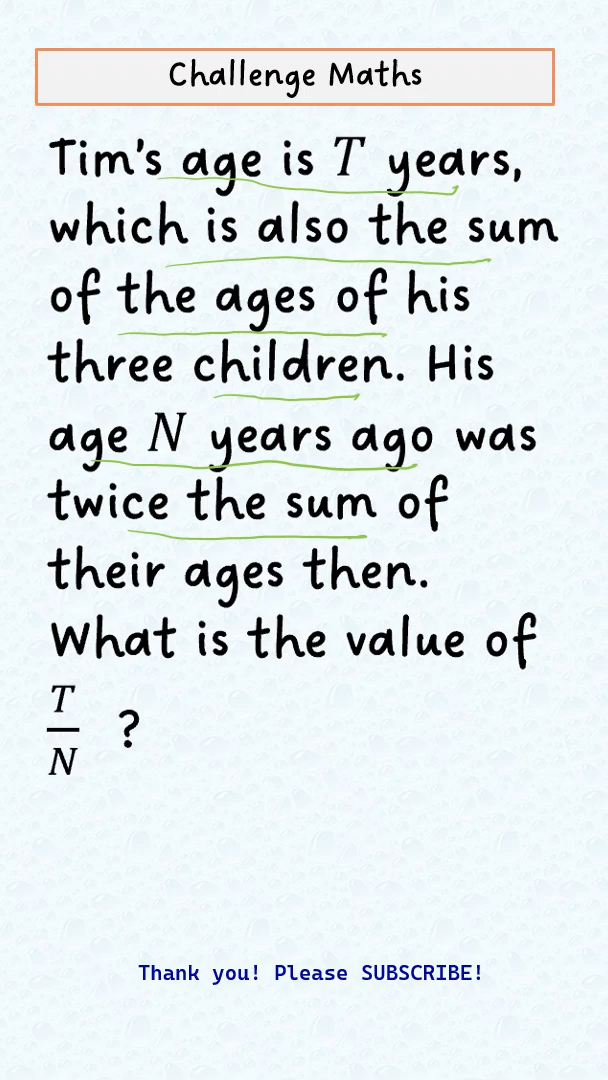 Challenge Maths
Tim's age is T years,
which is also the sum
of the ages of his
three children. His
age N years ago was
twice the sum of
their ages then.
What is the value of
T/N ?
Thank you! Please SUBSCRIBE!